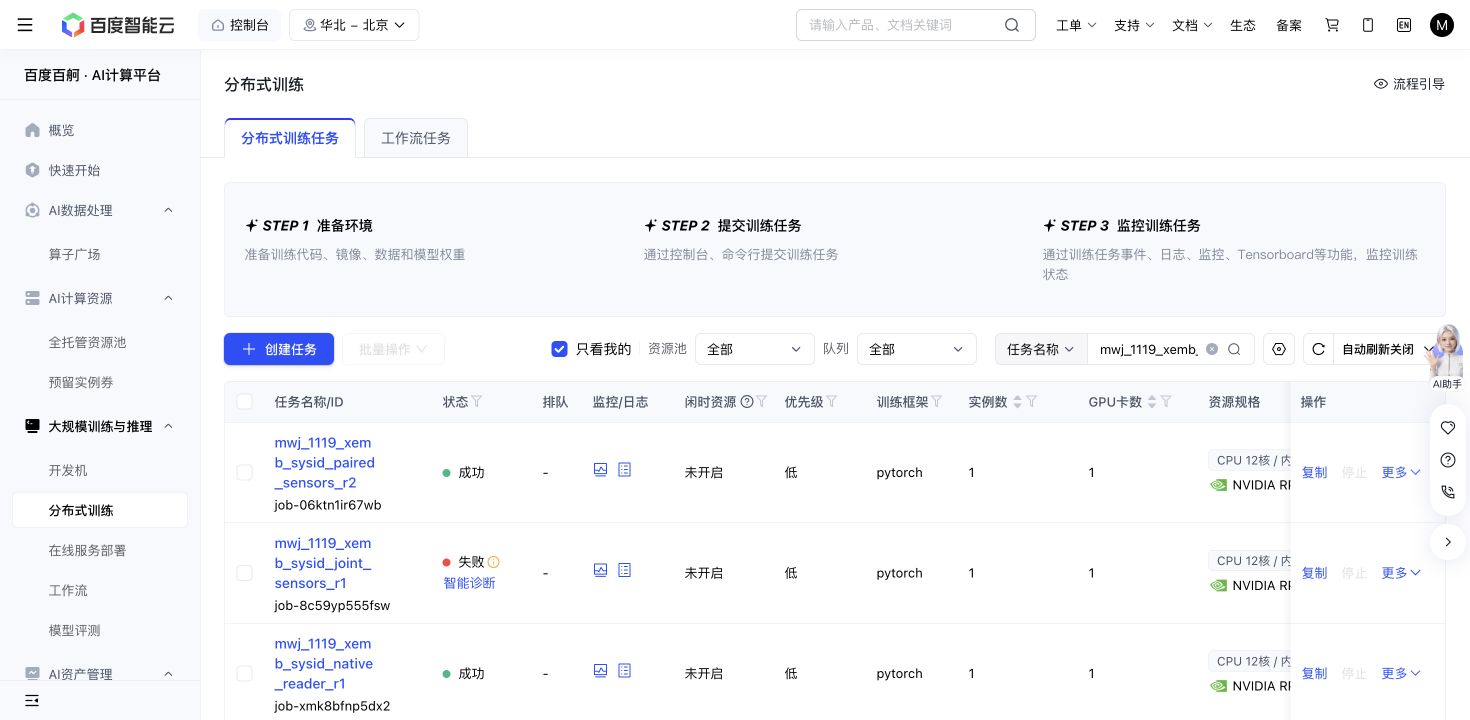 百度智能云
控制台
华北 - 北京
请输入产品、文档关键词
工单
支持
文档
生态
备案
EN
M
百度百舸 · AI计算平台
概览
快速开始
AI数据处理
算子广场
AI计算资源
全托管资源池
预留实例券
大规模训练与推理
开发机
分布式训练
在线服务部署
工作流
模型评测
AI资产管理
分布式训练
流程引导
分布式训练任务
工作流任务
STEP 1 准备环境
准备训练代码、镜像、数据和模型权重
STEP 2 提交训练任务
通过控制台、命令行提交训练任务
STEP 3 监控训练任务
通过训练任务事件、日志、监控、Tensorboard等功能，监控训练
状态
创建任务
批量操作
只看我的
资源池
全部
队列
全部
任务名称
mwj_1119_xemb_
自动刷新关闭
AI助手
任务名称/ID 状态 排队 监控/日志 闲时资源 优先级 训练框架 实例数 GPU卡数 资源规格 操作
mwj_1119_xem
b_sysid_paired
_sensors_r2
job-06ktn1ir67wb
成功
-
未开启
低
pytorch
1
1
CPU 12核 / 内
NVIDIA RF
复制 停止 更多
mwj_1119_xem
b_sysid_joint_
sensors_r1
job-8c59yp555fsw
失败
智能诊断
-
未开启
低
pytorch
1
1
CPU 12核 / 内
NVIDIA RF
复制 停止 更多
mwj_1119_xem
b_sysid_native
_reader_r1
job-xmk8bfnp5dx2
成功
-
未开启
低
pytorch
1
1
CPU 12核 / 内
NVIDIA RF
复制 停止 更多